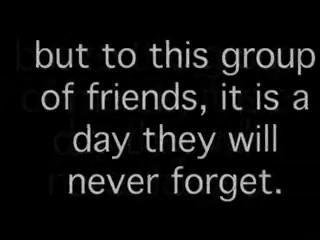 but to this group
of friends, it is a
day they will
never forget.